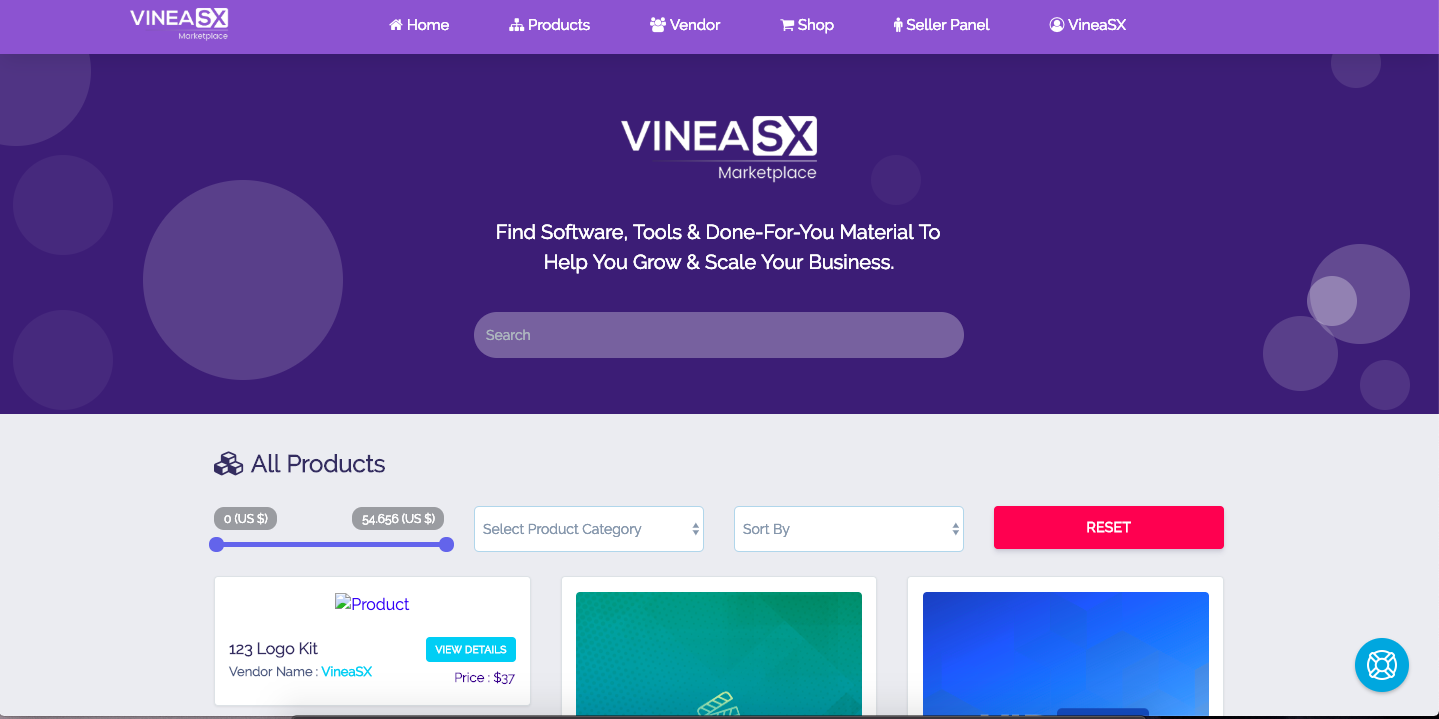 VINEASX
Marketplace
Home
Products
Vendor
Shop
Seller Panel
VineaSX
VINEASX
Marketplace
Find Software, Tools & Done-For-You Material To
Help You Grow & Scale Your Business.
Search
All Products
0 (US $)
54.656 (US $)
Select Product Category
Sort By
RESET
Product
123 Logo Kit
VIEW DETAILS
Vendor Name : VineaSX
Price : $37